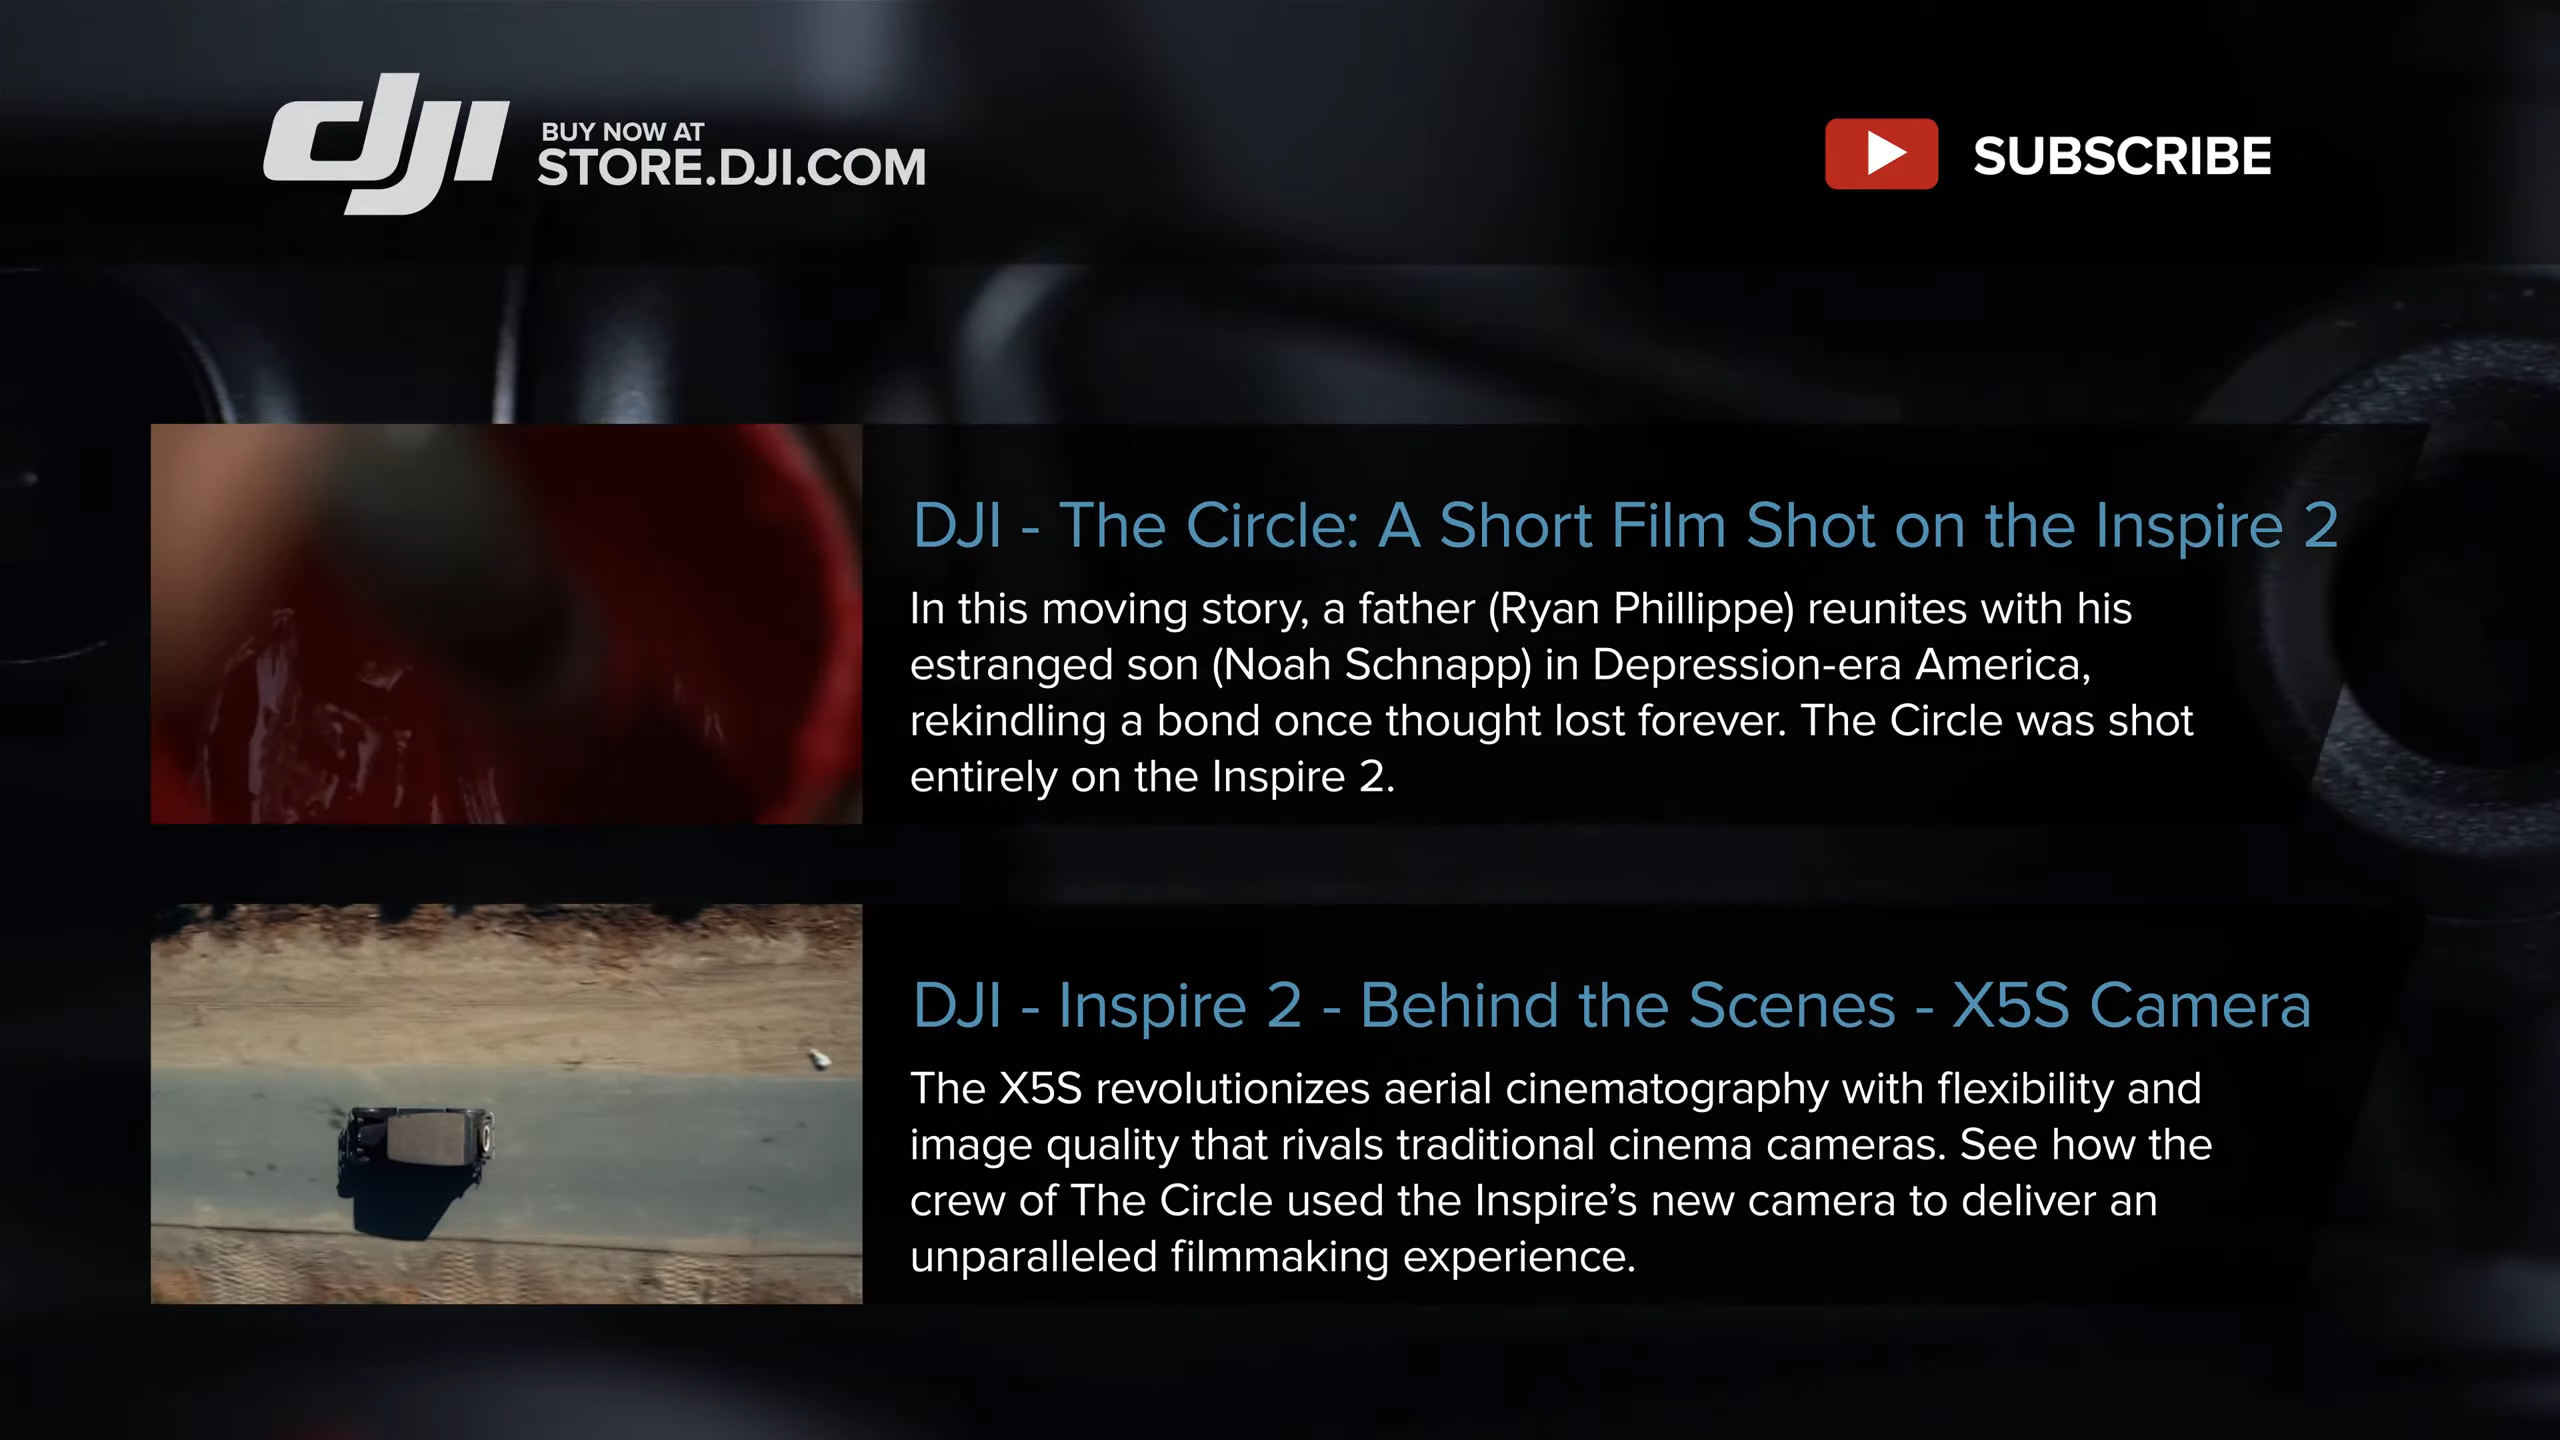 dji
BUY NOW AT
STORE.DJI.COM
SUBSCRIBE
DJI - The Circle: A Short Film Shot on the Inspire 2
In this moving story, a father (Ryan Phillippe) reunites with his
estranged son (Noah Schnapp) in Depression-era America,
rekindling a bond once thought lost forever. The Circle was shot
entirely on the Inspire 2.
DJI - Inspire 2 - Behind the Scenes - X5S Camera
The X5S revolutionizes aerial cinematography with flexibility and
image quality that rivals traditional cinema cameras. See how the
crew of The Circle used the Inspire’s new camera to deliver an
unparalleled filmmaking experience.